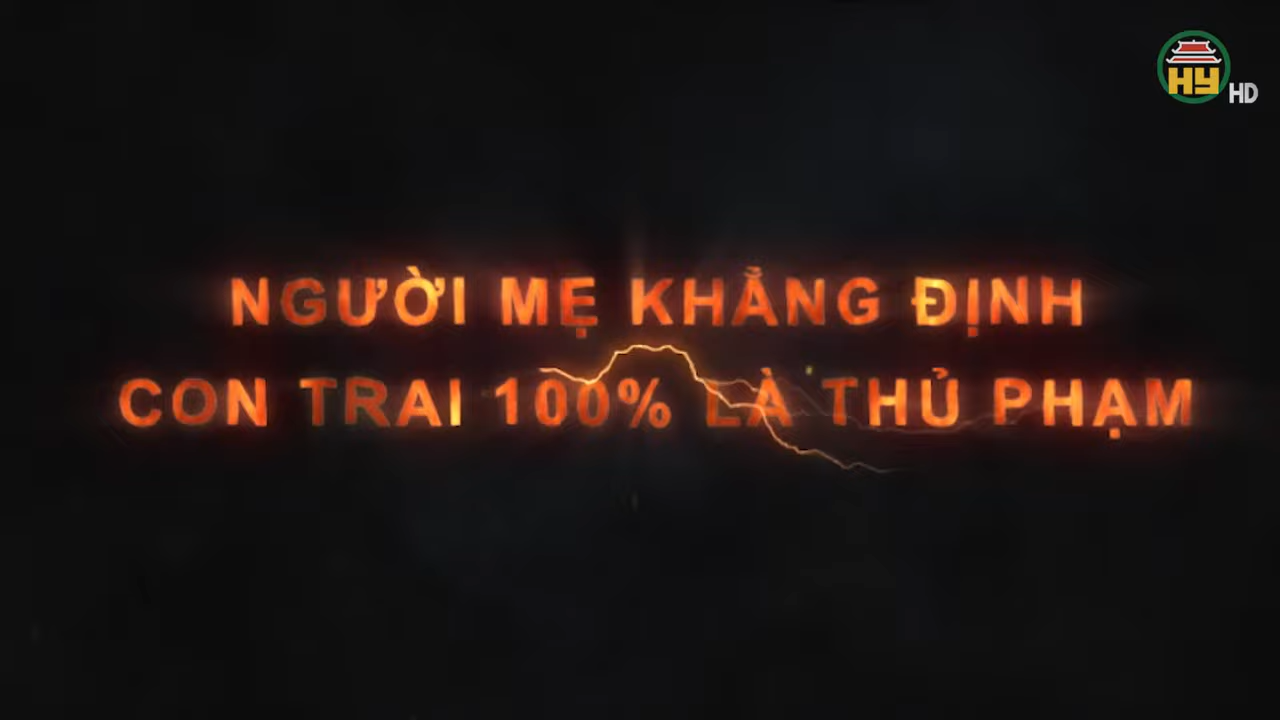 HY HD
NGƯỜI MẸ KHẲNG ĐỊNH
CON TRAI 100% LÀ THỦ PHẠM